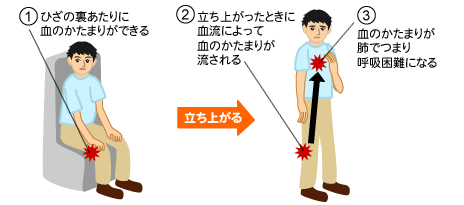 ① ひざの裏あたりに
血のかたまりができる
② 立ち上がったときに
血流によって
血のかたまりが
流される
③
血のかたまりが
肺でつまり
呼吸困難になる
立ち上がる